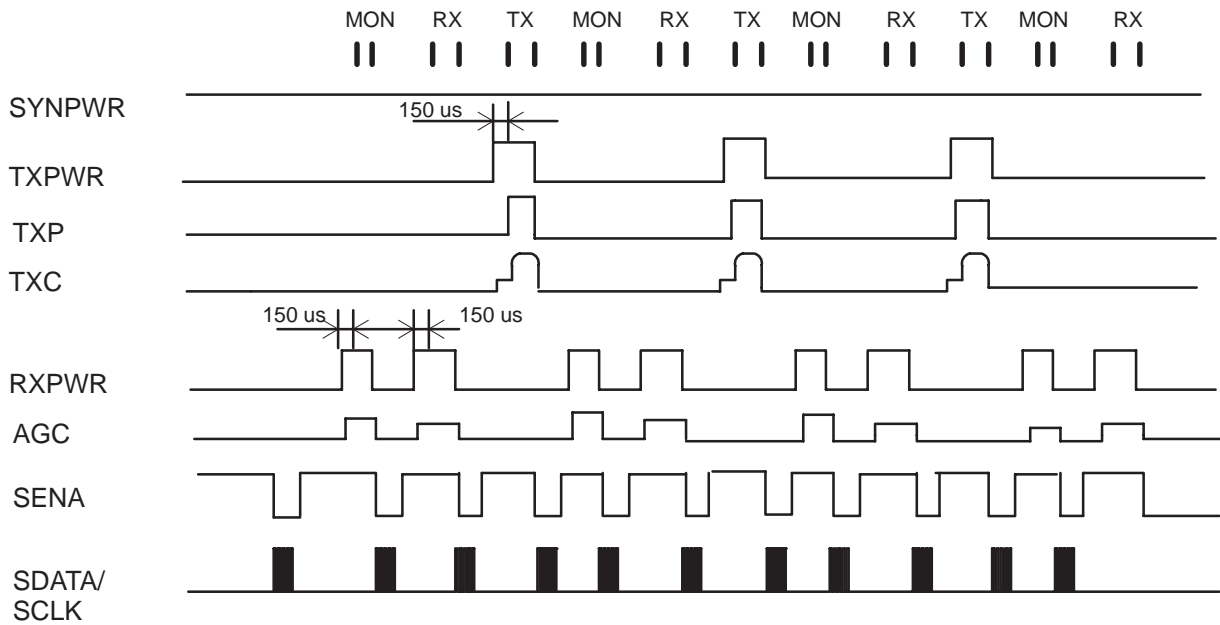 MON RX TX MON RX TX MON RX TX MON RX
SYNPWR
150 us
TXPWR
TXP
TXC
150 us 150 us
RXPWR
AGC
SENA
SDATA/
SCLK